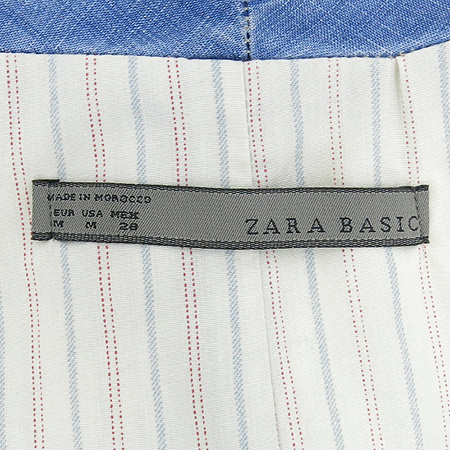 MADE IN MOROCCO
EUR USA MEX
M M 28
ZARA BASIC